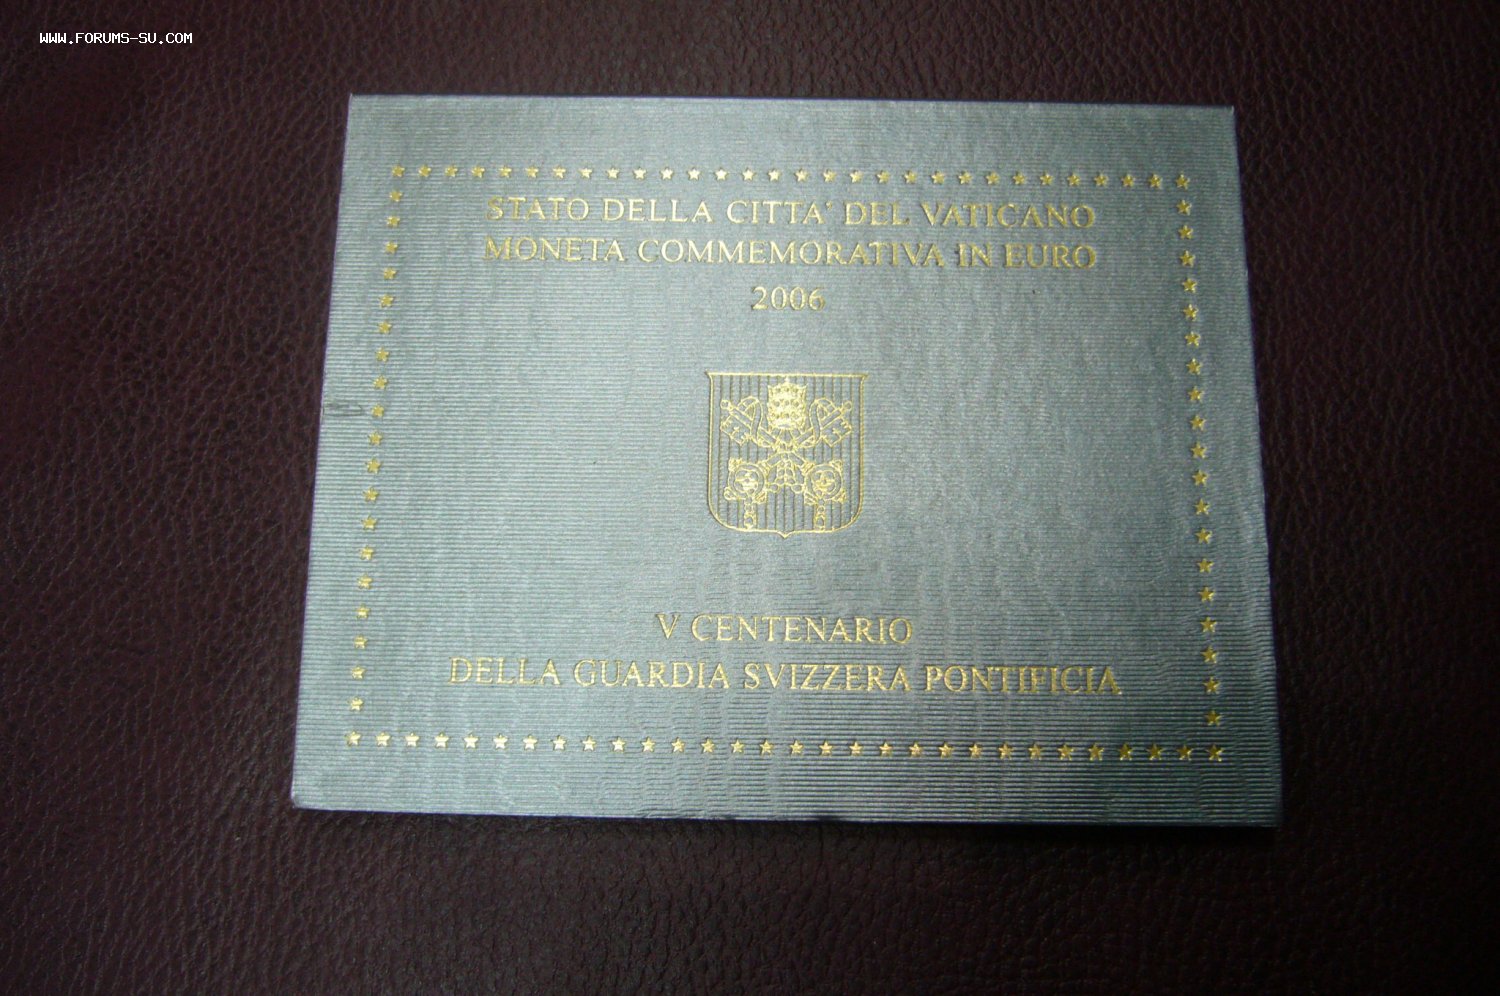 WWW.FORUMS-SU.COM
STATO DELLA CITTA' DEL VATICANO
MONETA COMMEMORATIVA IN EURO
2006
V CENTENARIO
DELLA GUARDIA SVIZZERA PONTIFICIA